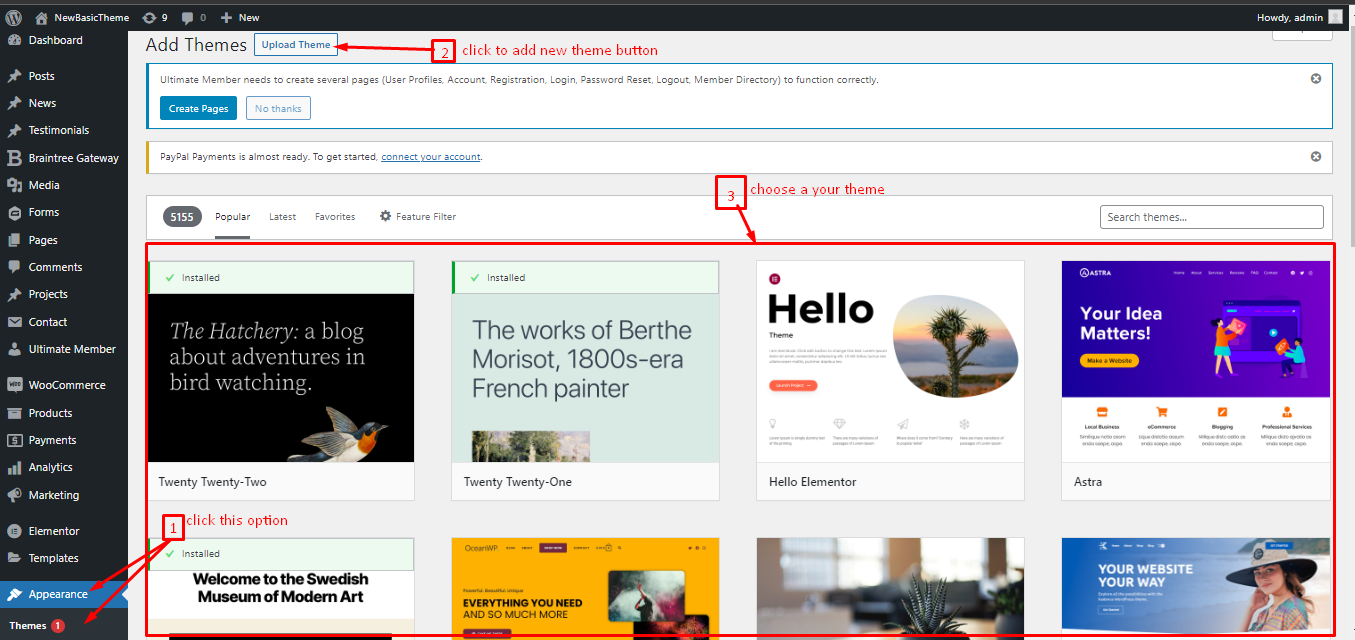 NewBasicTheme 9 0 New Howdy, admin
Dashboard
Posts
News
Testimonials
Braintree Gateway
Media
Forms
Pages
Comments
Projects
Contact
Ultimate Member
WooCommerce
Products
Payments
Analytics
Marketing
Elementor
Templates
Appearance
Themes 1
Add Themes Upload Theme
2 click to add new theme button
Ultimate Member needs to create several pages (User Profiles, Account, Registration, Login, Password Reset, Logout, Member Directory) to function correctly.
Create Pages No thanks
PayPal Payments is almost ready. To get started, connect your account.
3 choose a your theme
5155 Popular Latest Favorites Feature Filter Search themes...
Installed
The Hatchery: a blog
about adventures in
bird watching.
Twenty Twenty-Two
Installed
The works of Berthe
Morisot, 1800s-era
French painter
Twenty Twenty-One
Hello
Theme
Hello Elementor
ASTRA
Your Idea
Matters!
Make a Website
Local Business eCommerce Blogging Professional Services
Astra
1 click this option
Installed
Welcome to the Swedish
Museum of Modern Art
OceanWP
EVERYTHING YOU NEED
AND SO MUCH MORE
YOUR WEBSITE
YOUR WAY